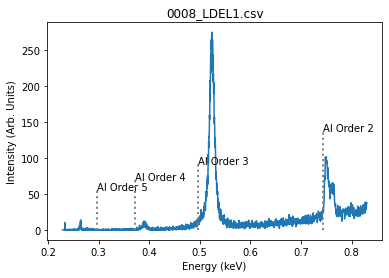 0008_LDEL1.csv
250
200
150
100
50
0
Intensity (Arb. Units)
Al Order 2
Al Order 3
Al Order 4
Al Order 5
0.2 0.3 0.4 0.5 0.6 0.7 0.8
Energy (keV)